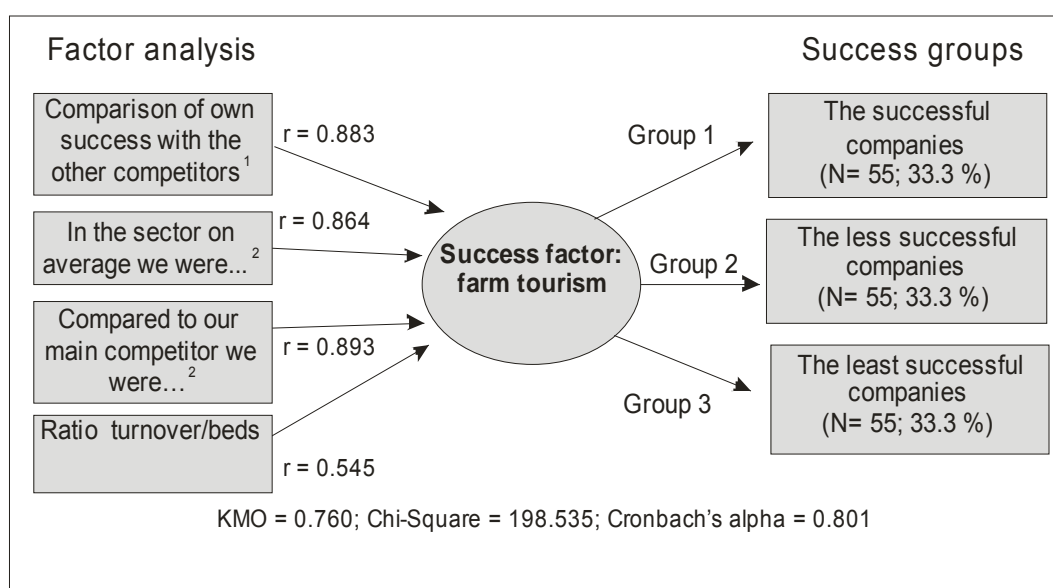 Factor analysis
Success groups
Comparison of own
success with the
other competitors¹
r = 0.883
In the sector on
average we were... ²
r = 0.864
Compared to our
main competitor we
were… ²
r = 0.893
Ratio turnover/beds
r = 0.545
Success factor:
farm tourism
Group 1
Group 2
Group 3
The successful
companies
(N= 55; 33.3 %)
The less successful
companies
(N= 55; 33.3 %)
The least successful
companies
(N= 55; 33.3 %)
KMO = 0.760; Chi-Square = 198.535; Cronbach's alpha = 0.801